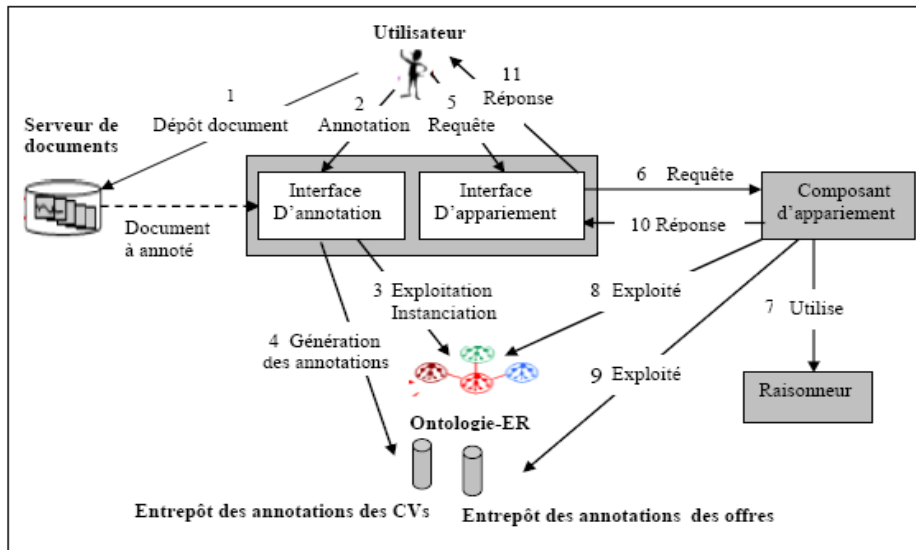 Utilisateur
1
Dépôt document
2
Annotation
5
Requête
11
Réponse
Serveur de
documents
Interface
D'annotation
Interface
D'appariement
6 Requête
Composant
d'appariement
10 Réponse
Document
à annoté
3 Exploitation
Instanciation
8 Exploité
7 Utilise
4 Génération
des annotations
9 Exploité
Raisonneur
Ontologie-ER
Entrepôt des annotations des CVs
Entrepôt des annotations des offres